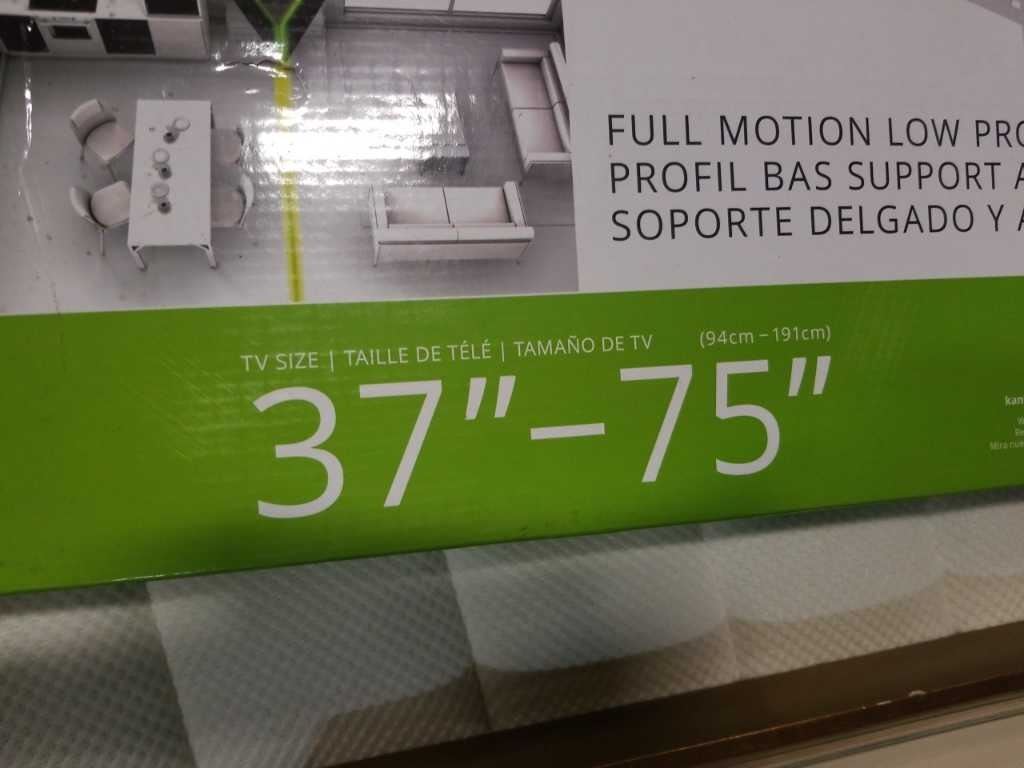 FULL MOTION LOW
PROFIL BAS SUPPORT
SOPORTE DELGADO Y
TV SIZE | TAILLE DE TÉLÉ | TAMAÑO DE TV (94cm – 191cm)
37"–75"
Mira